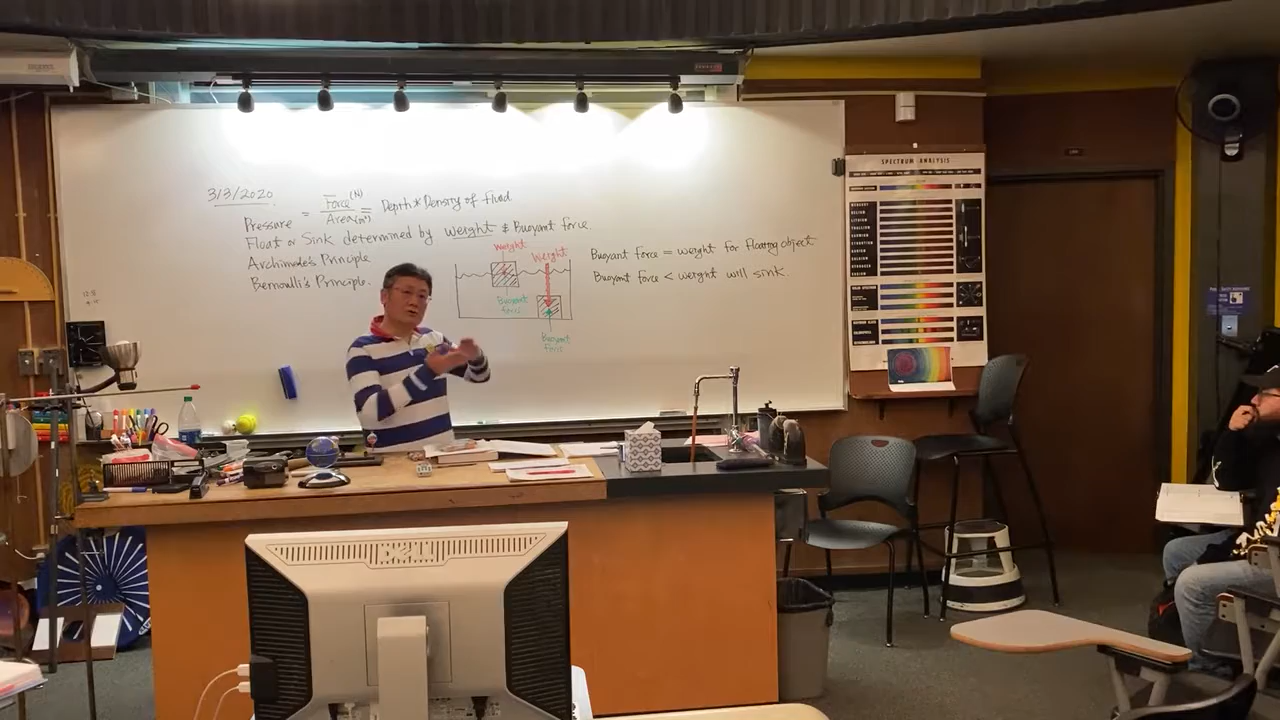 3/3/2020
Pressure = Force(N) / Area(m²) = Depth * Density of Fluid
Float or Sink determined by weight & Buoyant force.
Archimede's Principle
Bernoulli's Principle.
weight
Weight
Buoyant force
Buoyant force
Buoyant force = weight for floating object
Buoyant force < weight will sink.
SPECTRUM ANALYSIS